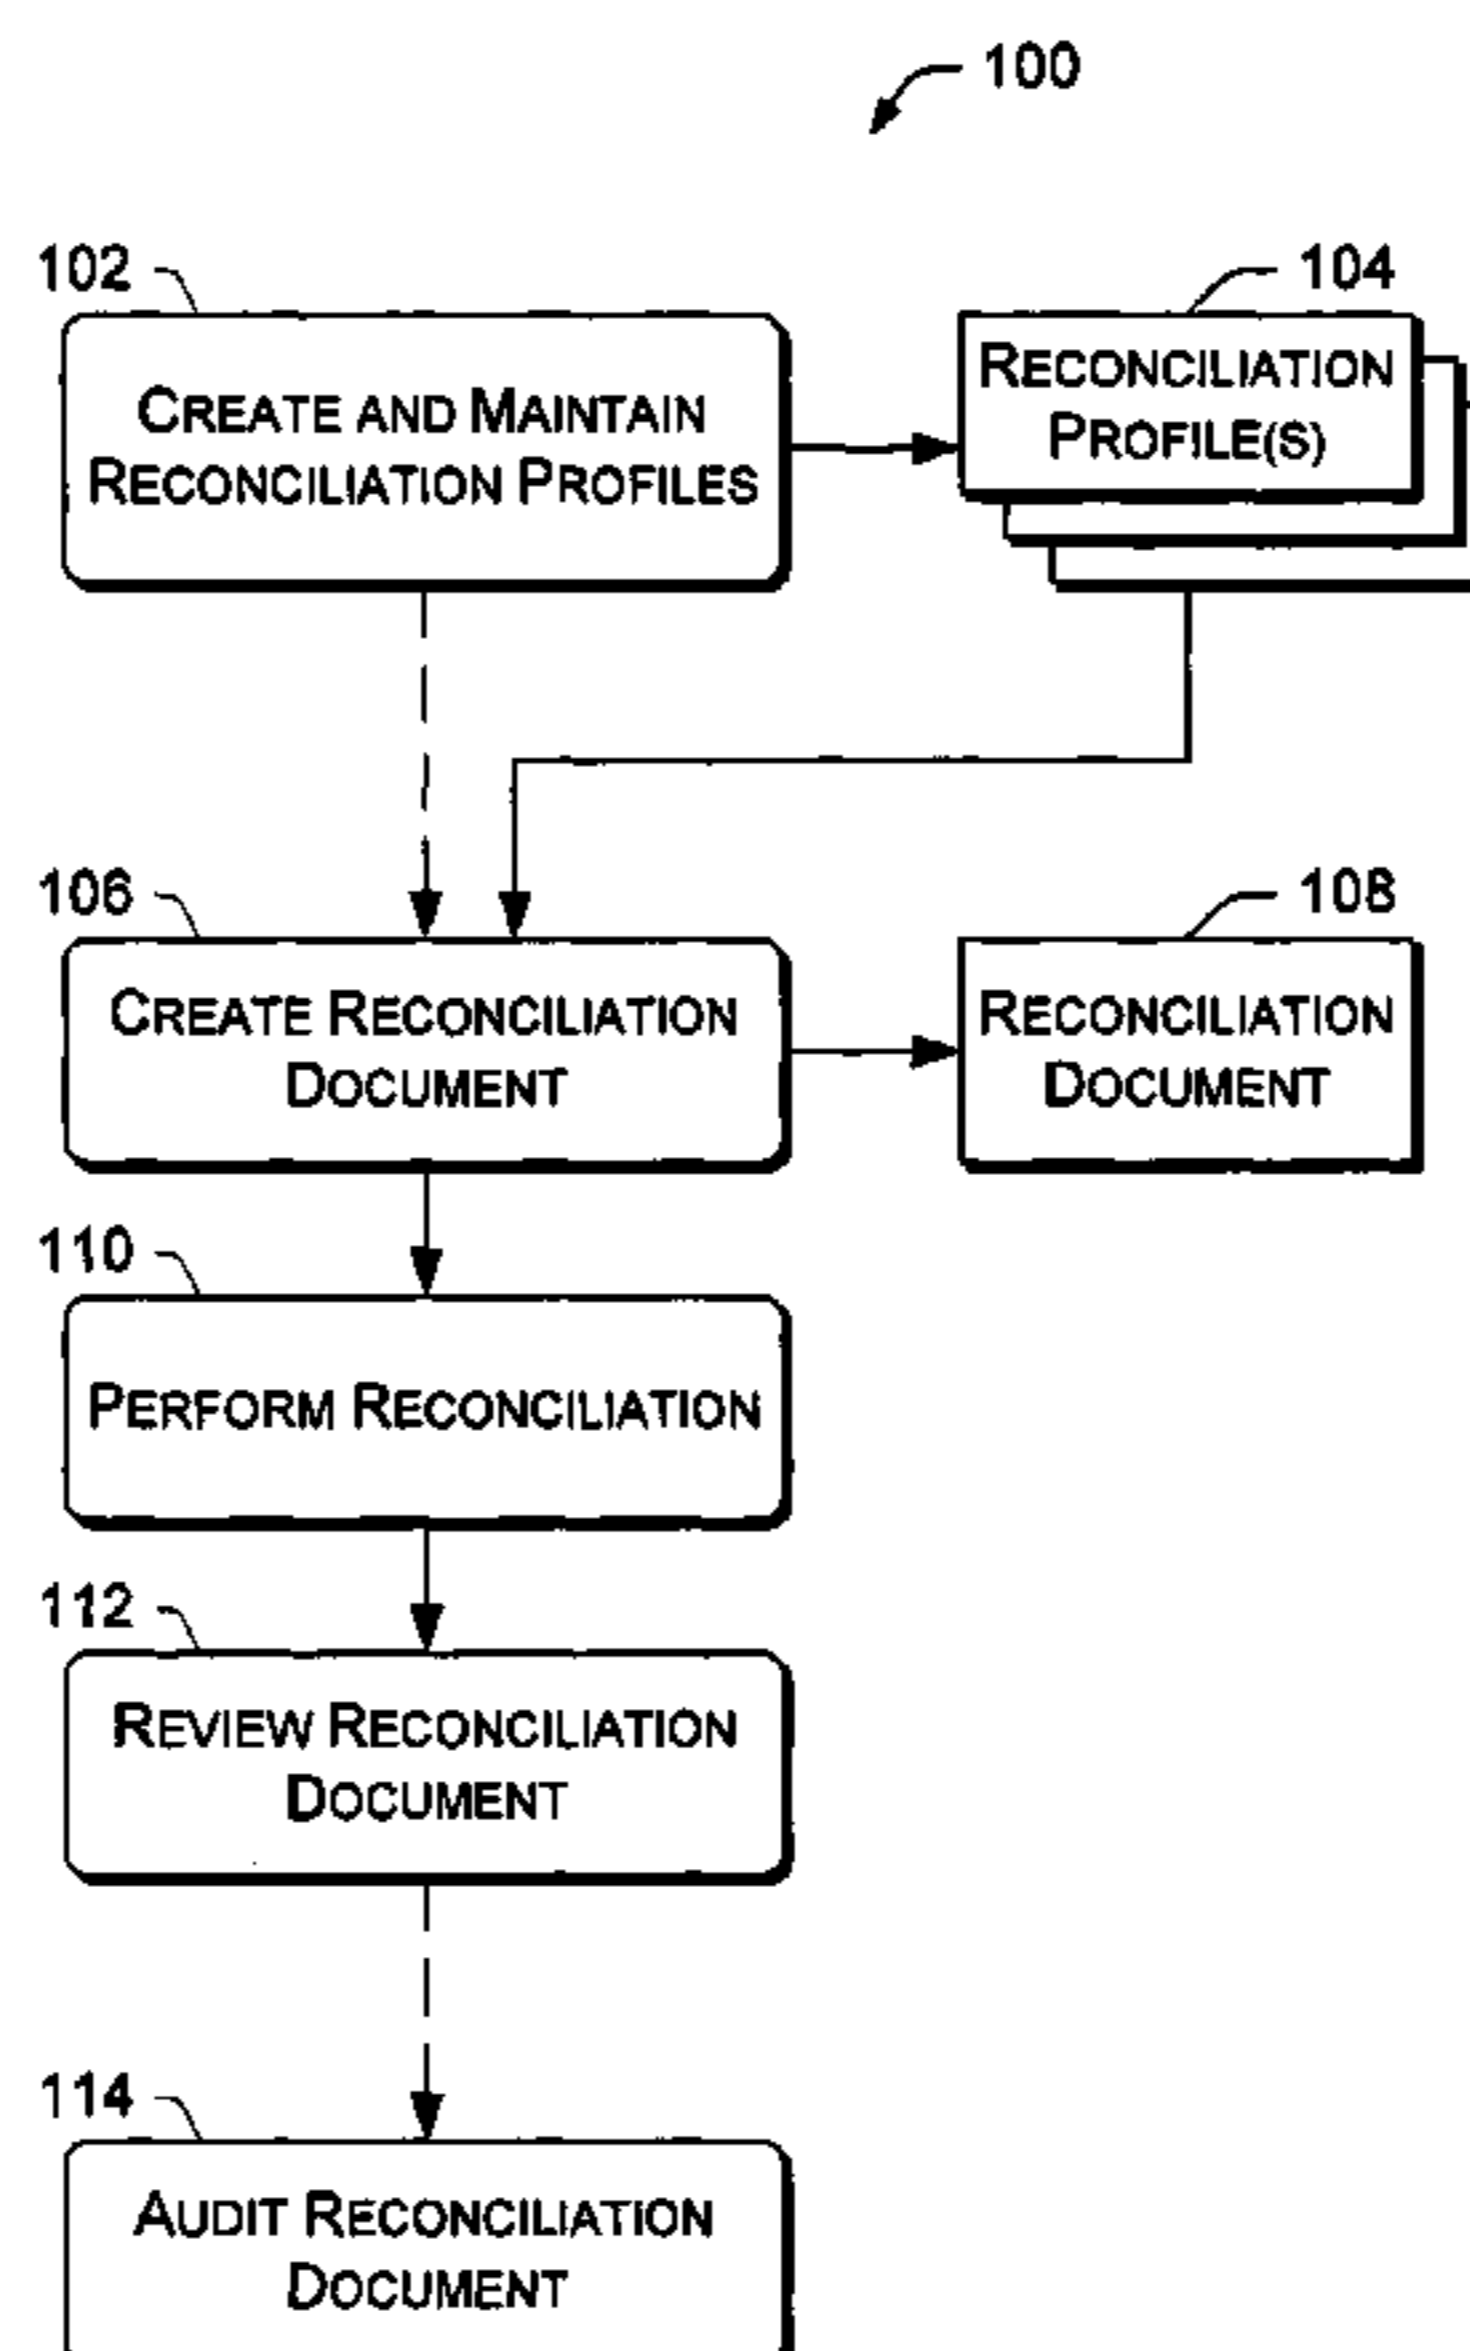 100
102
104
CREATE AND MAINTAIN
RECONCILIATION PROFILES
RECONCILIATION
PROFILE(S)
106
108
CREATE RECONCILIATION
DOCUMENT
RECONCILIATION
DOCUMENT
110
PERFORM RECONCILIATION
112
REVIEW RECONCILIATION
DOCUMENT
114
AUDIT RECONCILIATION
DOCUMENT